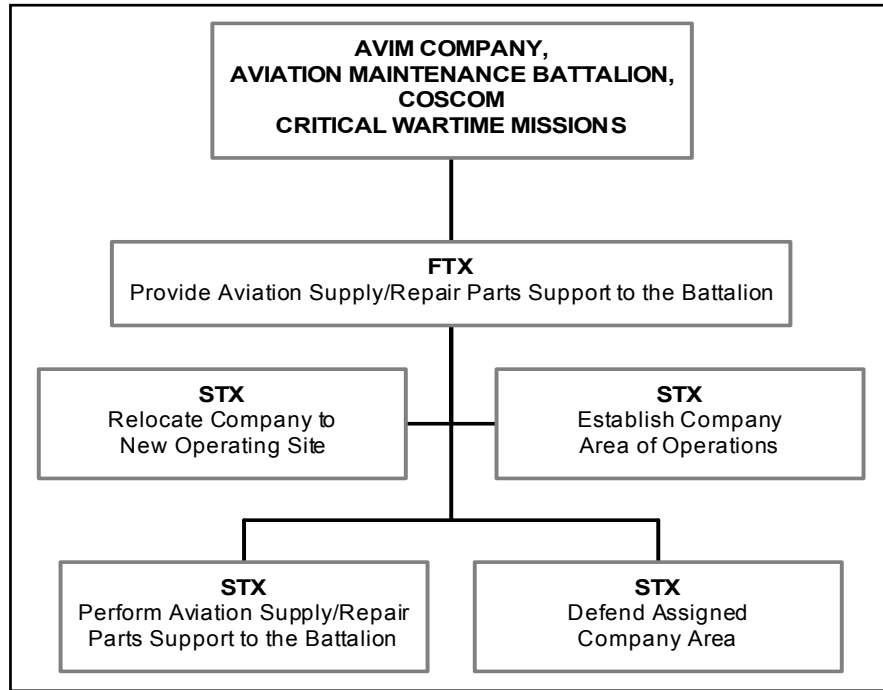 AVIM COMPANY,
AVIATION MAINTENANCE BATTALION,
COSCOM
CRITICAL WARTIME MISSIONS
FTX
Provide Aviation Supply/Repair Parts Support to the Battalion
STX
Relocate Company to
New Operating Site
STX
Establish Company
Area of Operations
STX
Perform Aviation Supply/Repair
Parts Support to the Battalion
STX
Defend Assigned
Company Area